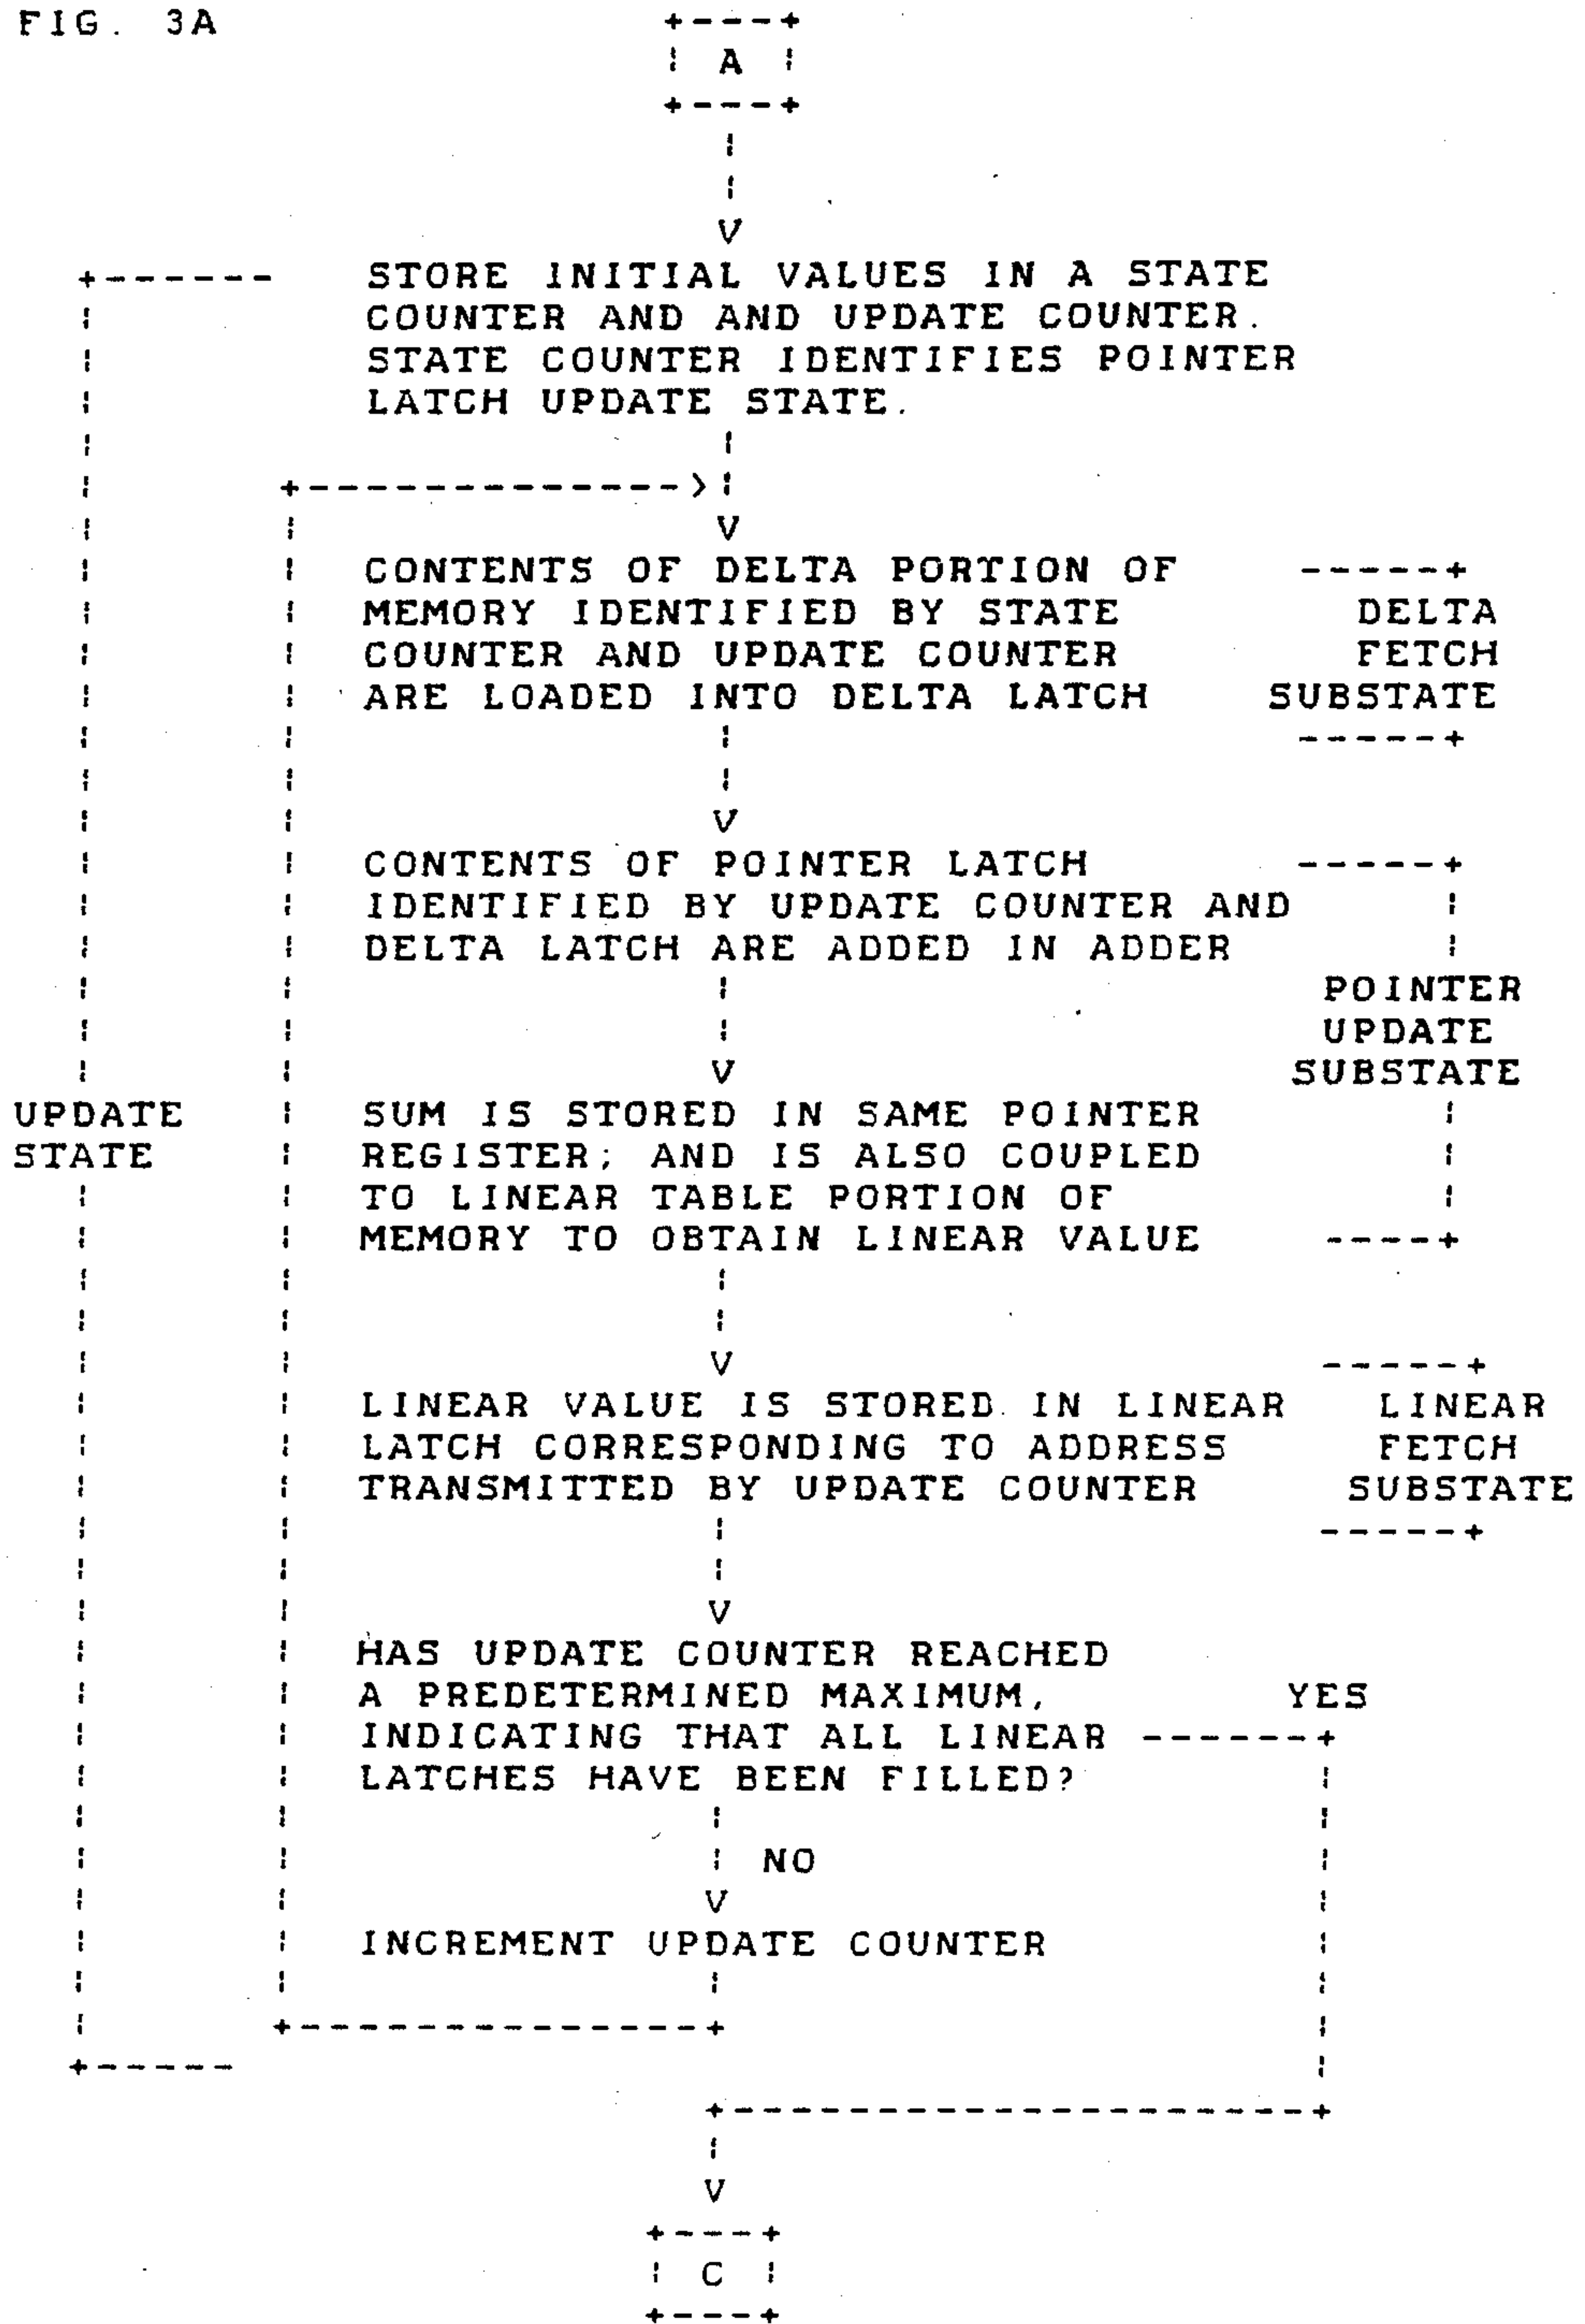 FIG. 3A
A
STORE INITIAL VALUES IN A STATE
COUNTER AND AND UPDATE COUNTER.
STATE COUNTER IDENTIFIES POINTER
LATCH UPDATE STATE.
CONTENTS OF DELTA PORTION OF
MEMORY IDENTIFIED BY STATE DELTA
COUNTER AND UPDATE COUNTER FETCH
ARE LOADED INTO DELTA LATCH SUBSTATE
CONTENTS OF POINTER LATCH
IDENTIFIED BY UPDATE COUNTER AND
DELTA LATCH ARE ADDED IN ADDER
POINTER
UPDATE
SUBSTATE
UPDATE SUM IS STORED IN SAME POINTER
STATE REGISTER; AND IS ALSO COUPLED
TO LINEAR TABLE PORTION OF
MEMORY TO OBTAIN LINEAR VALUE
LINEAR VALUE IS STORED IN LINEAR LINEAR
LATCH CORRESPONDING TO ADDRESS FETCH
TRANSMITTED BY UPDATE COUNTER SUBSTATE
HAS UPDATE COUNTER REACHED
A PREDETERMINED MAXIMUM, YES
INDICATING THAT ALL LINEAR
LATCHES HAVE BEEN FILLED?
NO
INCREMENT UPDATE COUNTER
C